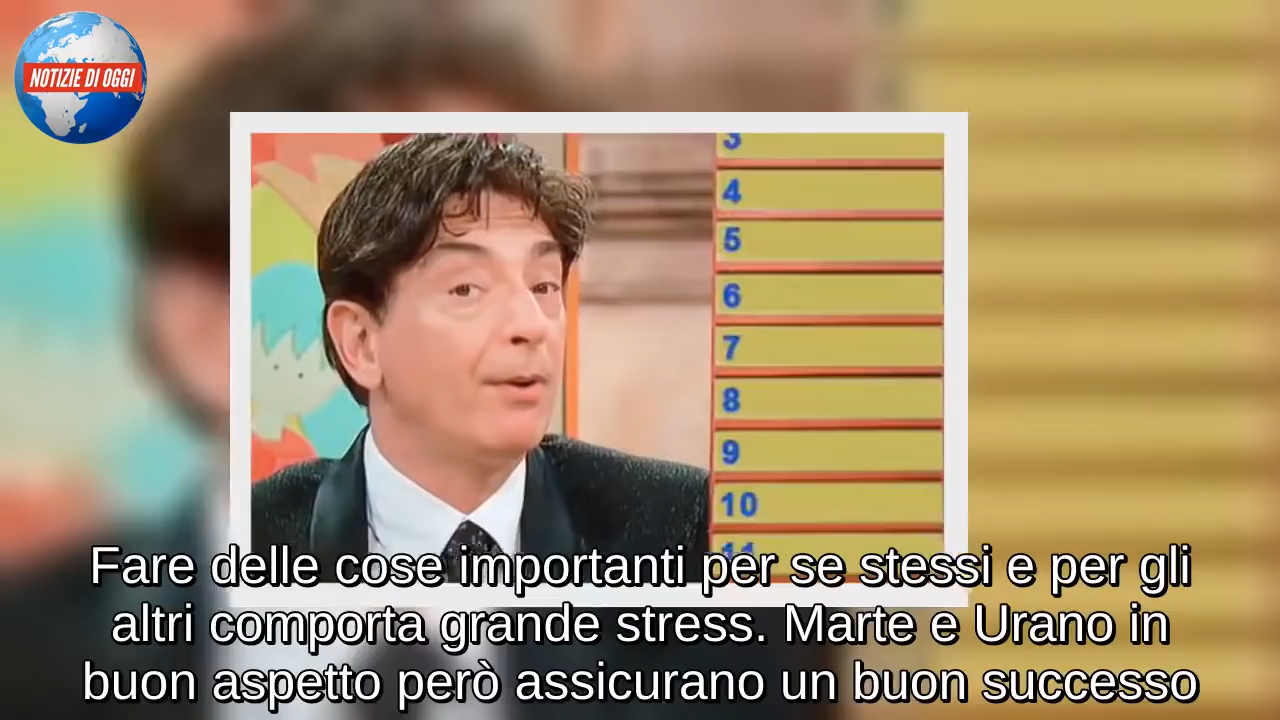 NOTIZIE DI OGGI
3
4
5
6
7
8
9
10
11
Fare delle cose importanti per se stessi e per gli
altri comporta grande stress. Marte e Urano in
buon aspetto però assicurano un buon successo